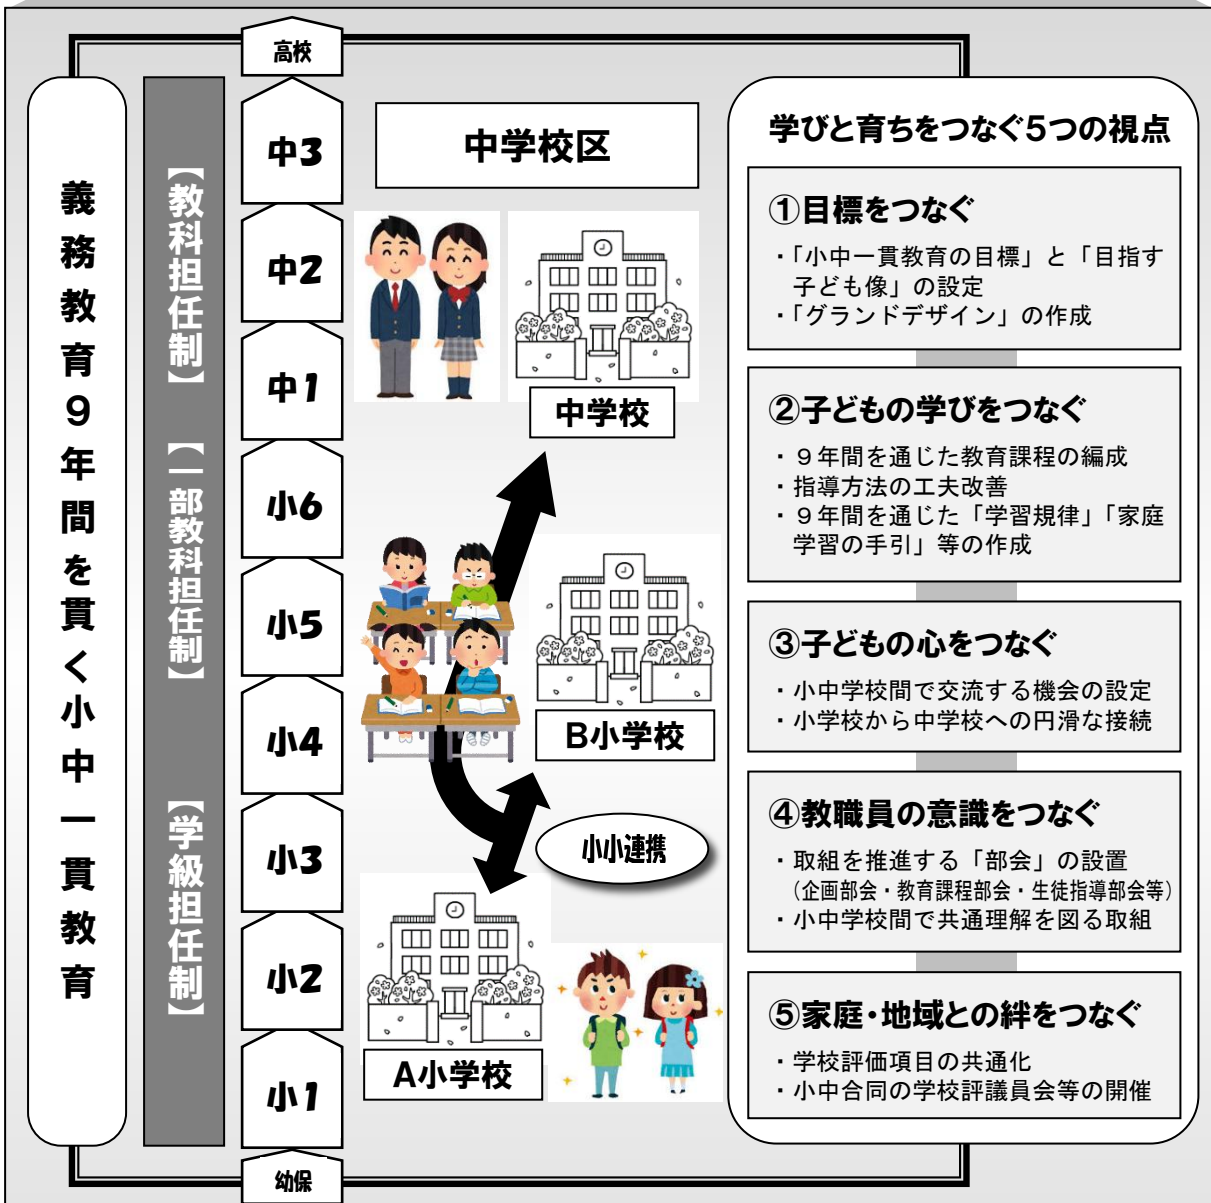 高校
義務教育９年間を貫く小中一貫教育
【教科担任制】
【一部教科担任制】
【学級担任制】
中3
中2
中1
小6
小5
小4
小3
小2
小1
幼保
中学校区
中学校
B小学校
小小連携
A小学校
学びと育ちをつなぐ5つの視点
①目標をつなぐ
・「小中一貫教育の目標」と「目指す
子ども像」の設定
・「グランドデザイン」の作成
②子どもの学びをつなぐ
・９年間を通じた教育課程の編成
・指導方法の工夫改善
・９年間を通じた「学習規律」「家庭
学習の手引」等の作成
③子どもの心をつなぐ
・小中学校間で交流する機会の設定
・小学校から中学校への円滑な接続
④教職員の意識をつなぐ
・取組を推進する「部会」の設置
（企画部会・教育課程部会・生徒指導部会等）
・小中学校間で共通理解を図る取組
⑤家庭・地域との絆をつなぐ
・学校評価項目の共通化
・小中合同の学校評議員会等の開催